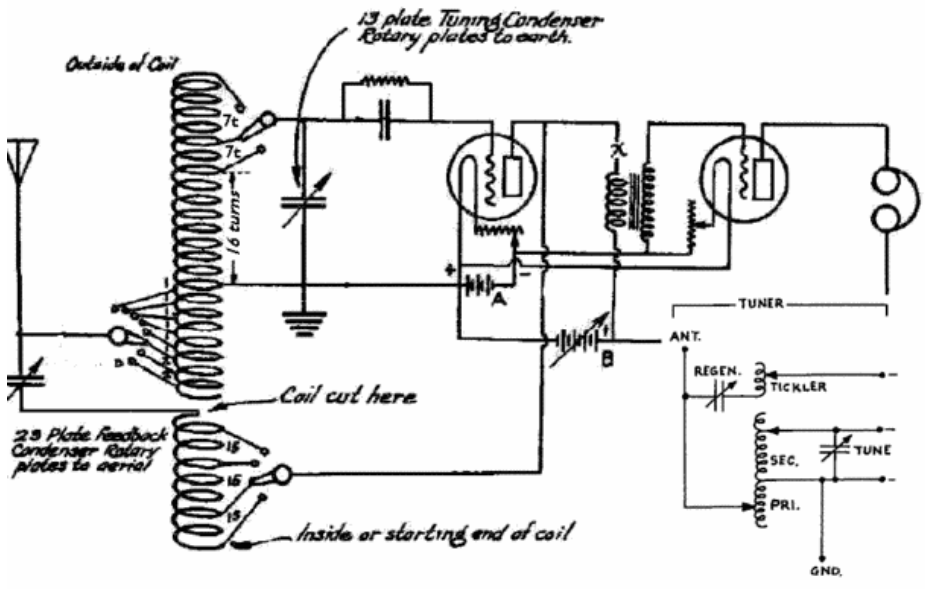 13 plate Tuning Condenser
Rotary plates to earth.
Outside of Coil
7t
7t
16 turns
X
+
-
A
+
B
TUNER
ANT.
REGEN.
TICKLER
-
SEC.
TUNE
-
-
PRI.
GND.
Coil cut here
23 Plate Feedback
Condenser Rotary
plates to aerial
15
15
15
Inside or starting end of coil